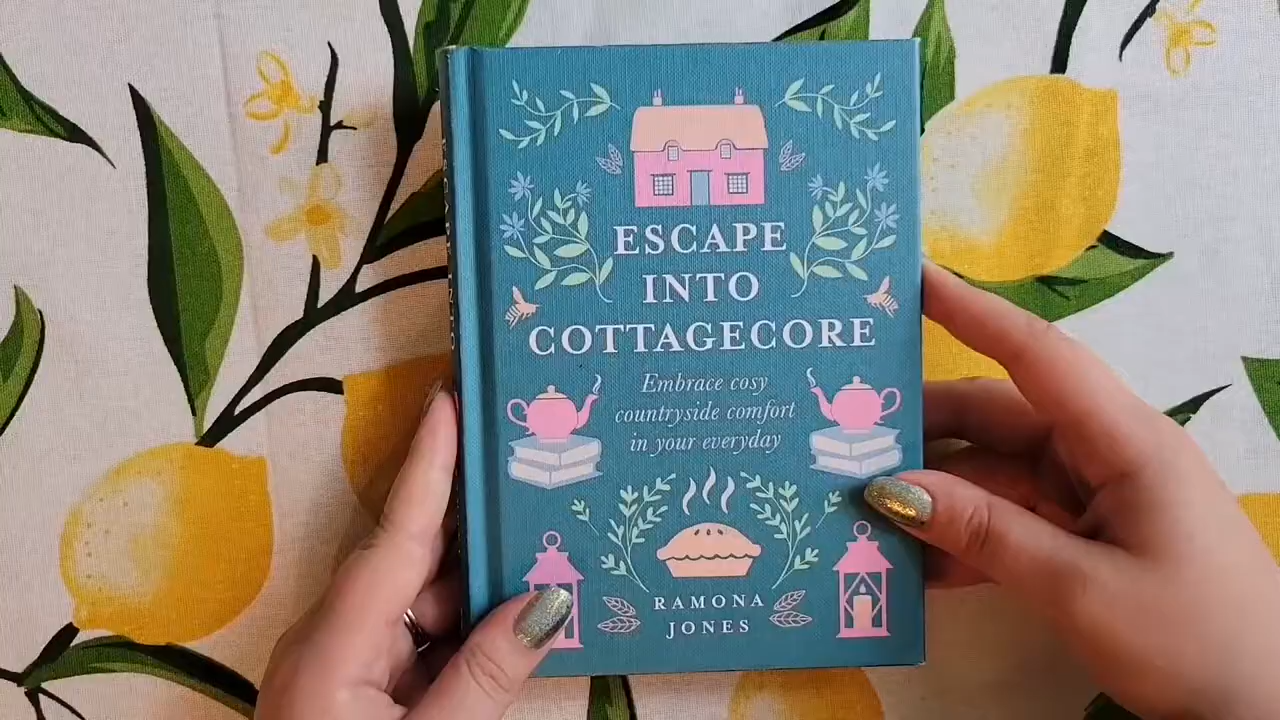 ESCAPE
INTO
COTTAGECORE
Embrace cosy
countryside comfort
in your everyday
RAMONA
JONES